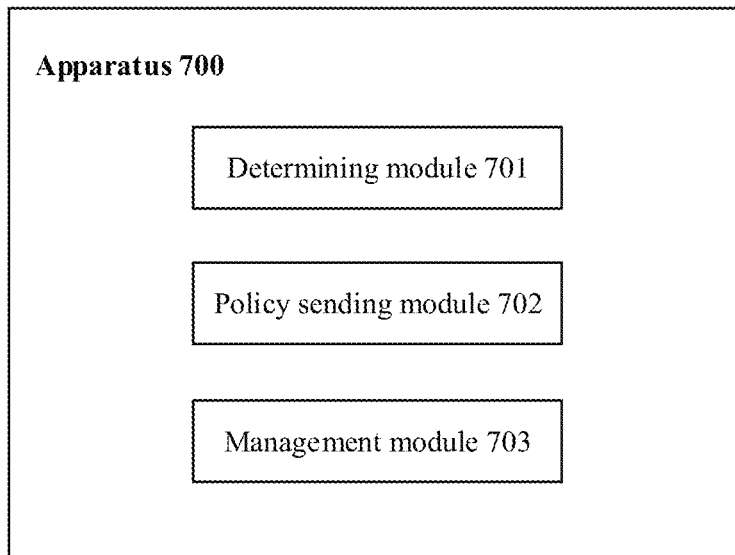 Apparatus 700
Determining module 701
Policy sending module 702
Management module 703